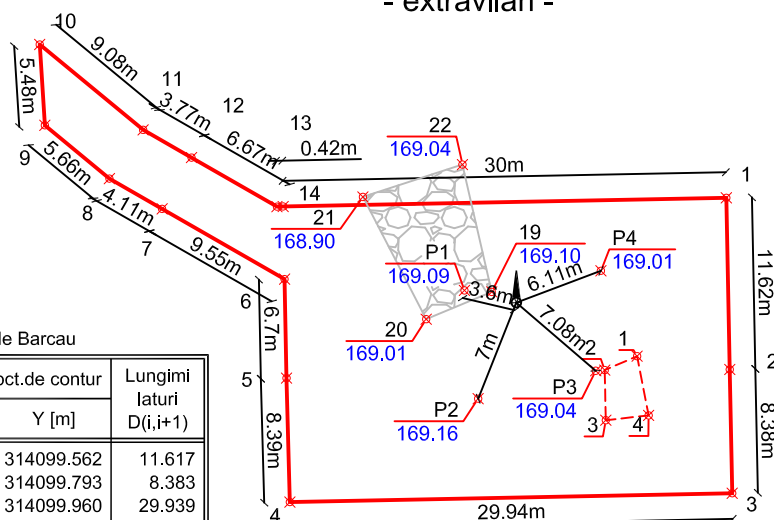 - extravilan -
10
9.08m
11
3.77m
12
6.67m
13
0.42m
5.48m
9
5.66m
8
4.11m
7
9.55m
14
30m
1
22
169.04
21
168.90
19
169.10
P1
169.09
P4
169.01
3.6m
6.11m
11.62m
7.08m
7m
6
6.7m
20
169.01
2
1
2
5
P3
169.04
P2
169.16
3
4
8.39m
8.38m
4
29.94m
3
le Barcau
oct.de contur
Lungimi
laturi
D(i,i+1)
Y [m]
314099.562 11.617
314099.793 8.383
314099.960 29.939